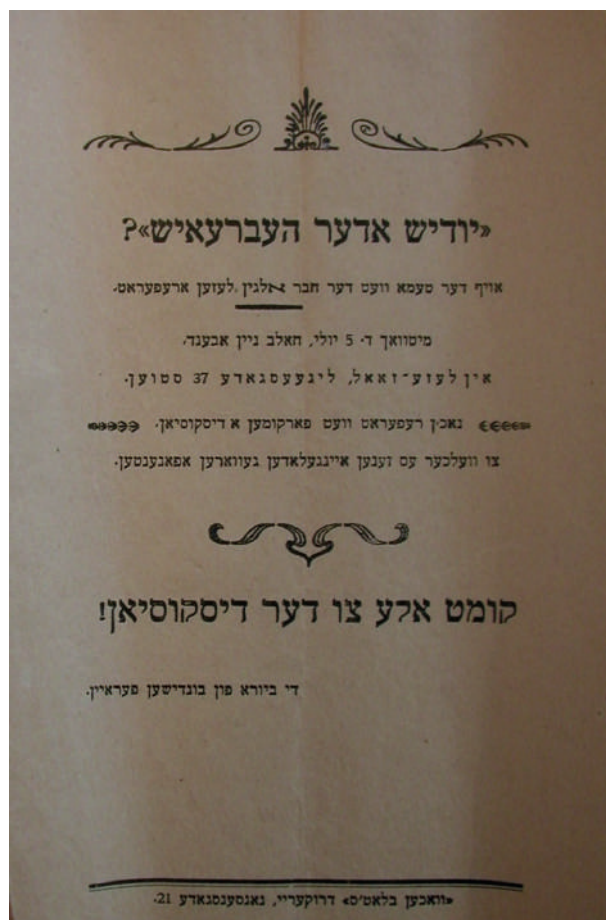 «יודיש אדער העברעאיש»?
אויף דער טעמא וועט דער חבר אלגין לעזען ארעפעראט.
מיטוואך ד. 5 יולי, האלב ניין אבענד.
אין לעזע־זאאל, לינעעסגאדע 37 סטוען.
נאכ׳ן רעפעראט וועט פארקומען א דיסקוסיאן.
צו וועלכער עס זענען איינגעלאדען געווארען אפאנענטען.
קומט אלע צו דער דיסקוסיאן!
די ביורא פון בונדישען פעראיין.
«וואכען בלאט׳ס» דרוקעריי, נאנסענסגאדע 21.